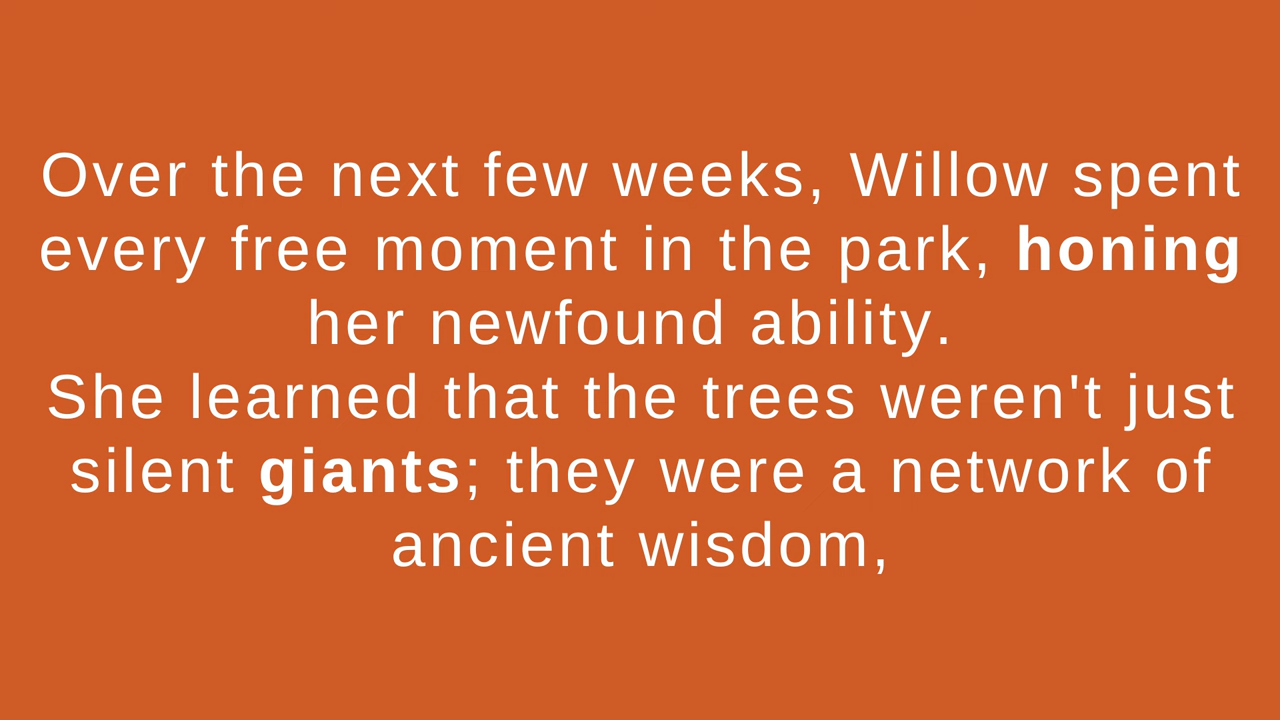 Over the next few weeks, Willow spent
every free moment in the park, honing
her newfound ability.
She learned that the trees weren't just
silent giants; they were a network of
ancient wisdom,